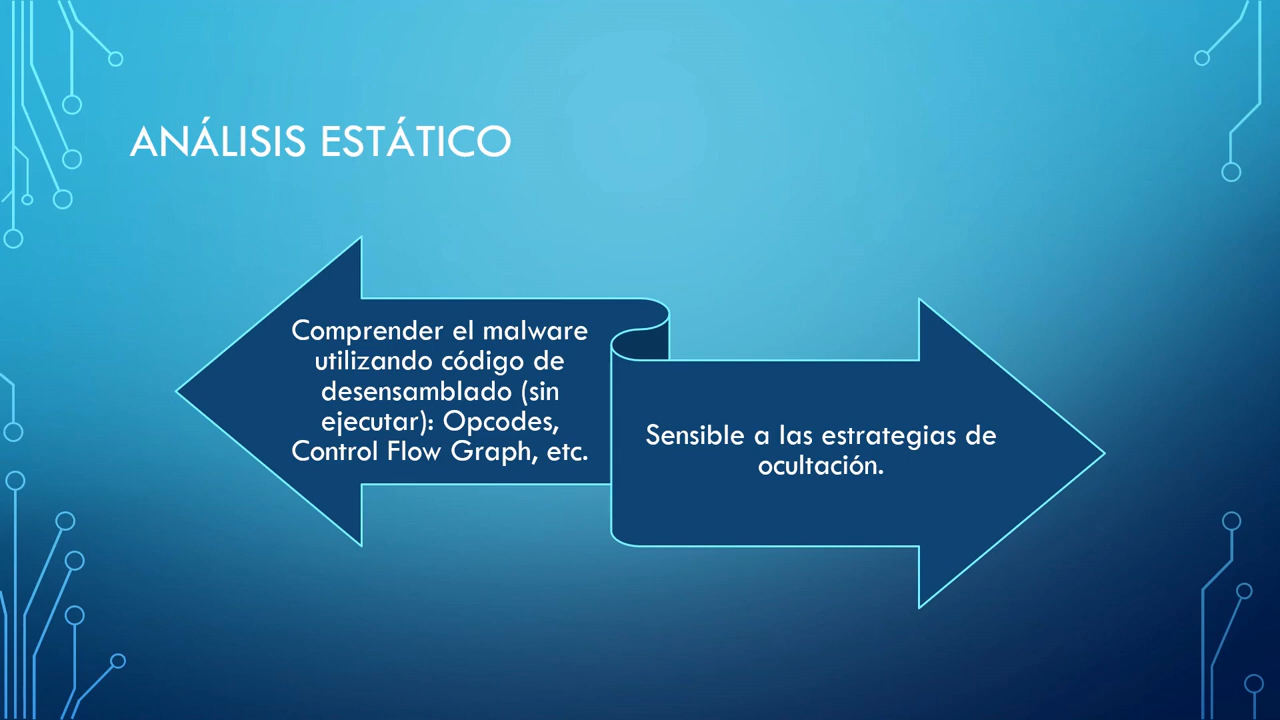 ANÁLISIS ESTÁTICO
Comprender el malware
utilizando código de
desensamblado (sin
ejecutar): Opcodes,
Control Flow Graph, etc.
Sensible a las estrategias de
ocultación.